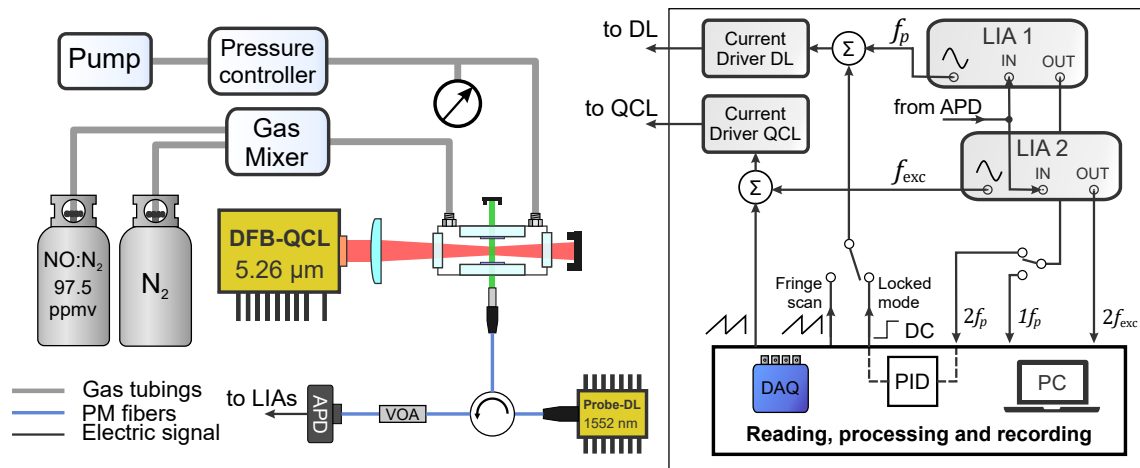 Pump
Pressure
controller
Gas
Mixer
NO:N₂
97.5
ppmv
N₂
DFB-QCL
5.26 µm
Gas tubings
PM fibers
Electric signal
to LIAs
APD
VOA
Probe-DL
1552 nm
to DL
Current
Driver DL
Σ
fₚ
LIA 1
IN
OUT
to QCL
Current
Driver QCL
from APD
Σ
f_exc
LIA 2
IN
OUT
Fringe
scan
Locked
mode
DC
2fₚ
1fₚ
2f_exc
DAQ
PID
PC
Reading, processing and recording